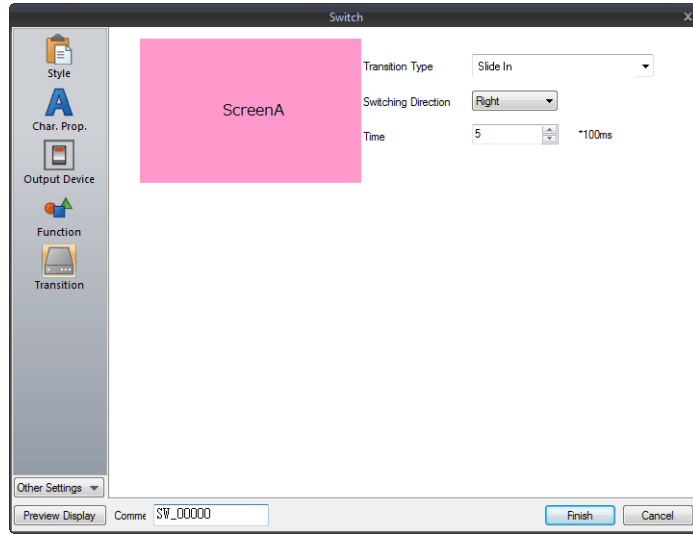 Switch
x
Style
Char. Prop.
Output Device
Function
Transition
Other Settings
ScreenA
Transition Type Slide In
Switching Direction Right
Time 5 *100ms
Preview Display Comme SW_00000 Finish Cancel